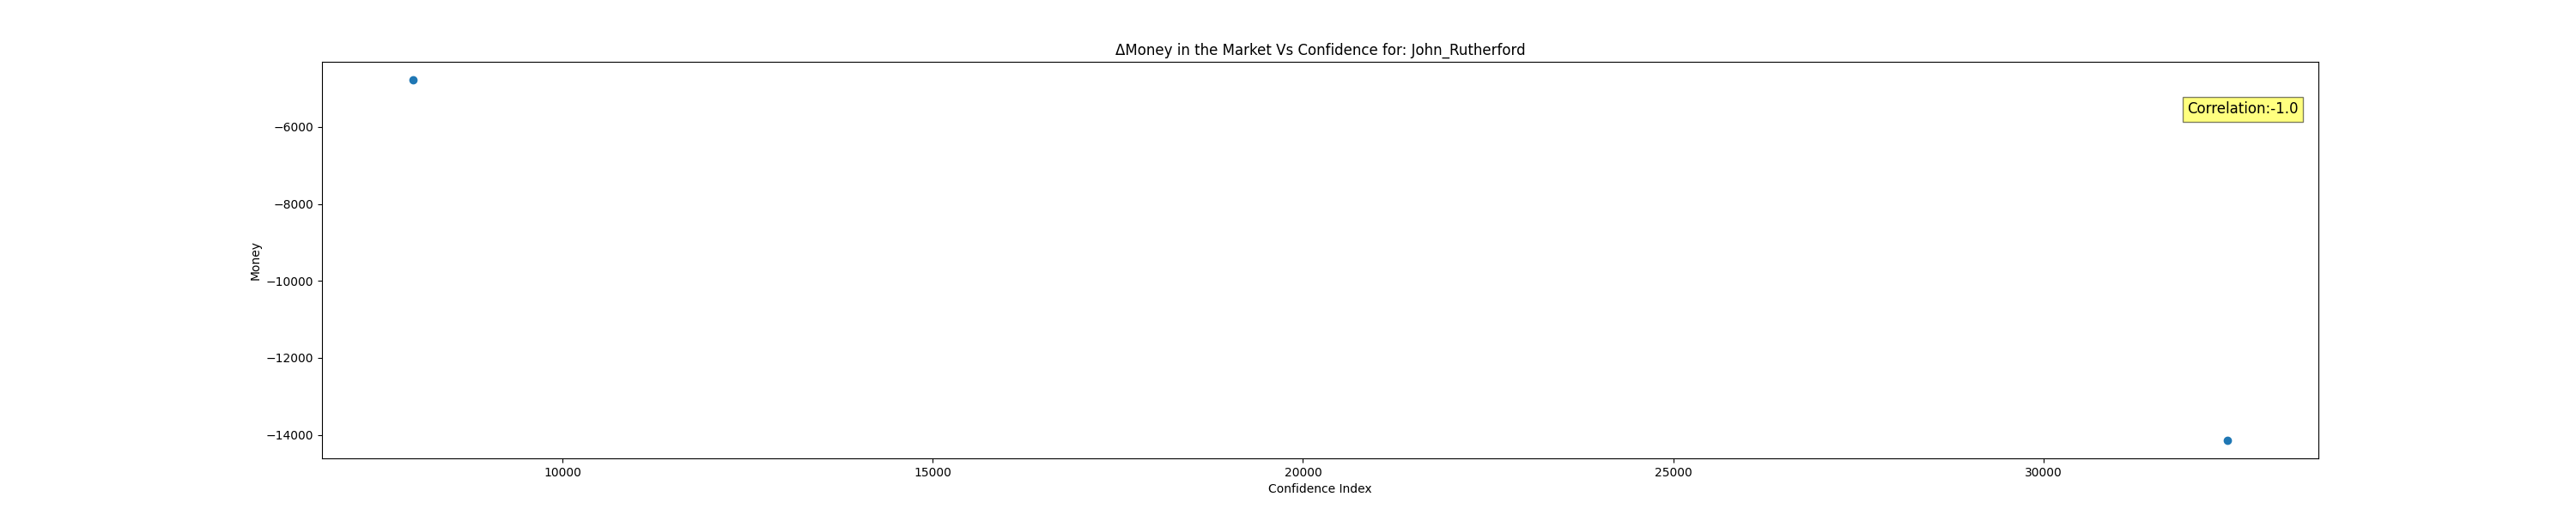 ΔMoney in the Market Vs Confidence for: John_Rutherford
Correlation:-1.0
−6000
−8000
−10000
−12000
−14000
Money
10000 15000 20000 25000 30000
Confidence Index